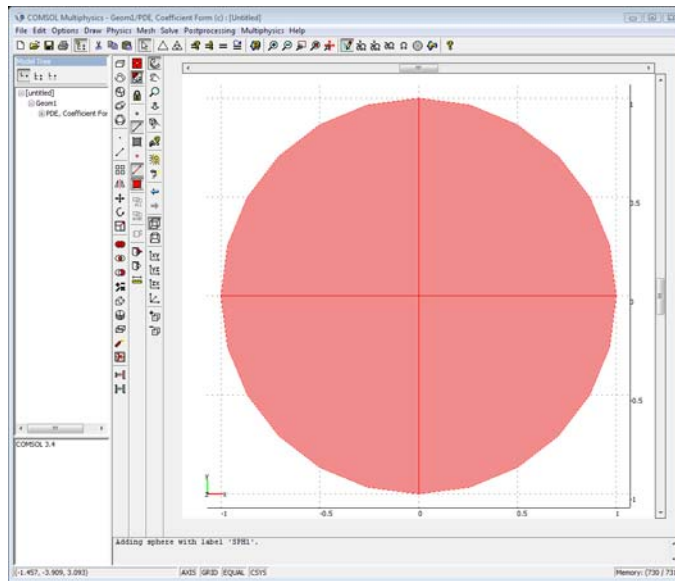 COMSOL Multiphysics - Geom1/PDE, Coefficient Form (c) : [Untitled]
File Edit Options Draw Physics Mesh Solve Postprocessing Multiphysics Help
Model Tree
[untitled]
Geom1
PDE, Coefficient For
COMSOL 3.4
1
0.5
0
-0.5
-1
y
z x
-1 -0.5 0 0.5 1
Adding sphere with label 'SPH1'.
(-1.457, -3.909, 3.093) AXIS GRID EQUAL CSYS Memory: (730 / 73